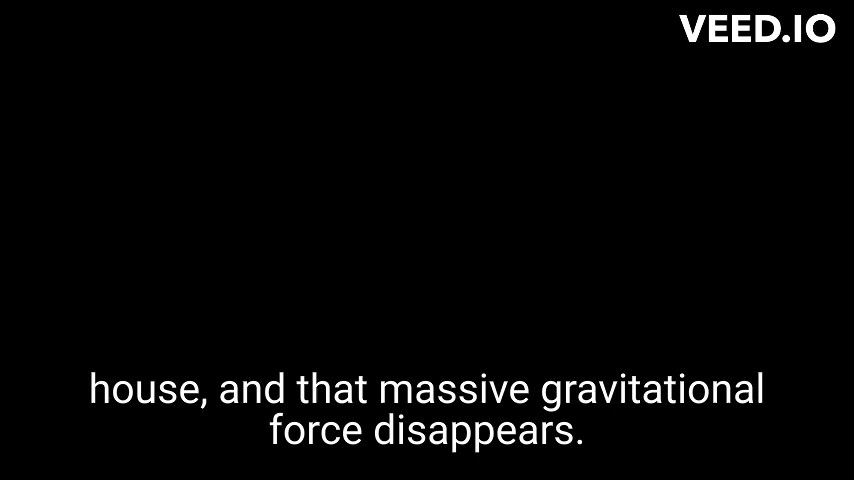 VEED.IO
house, and that massive gravitational
force disappears.